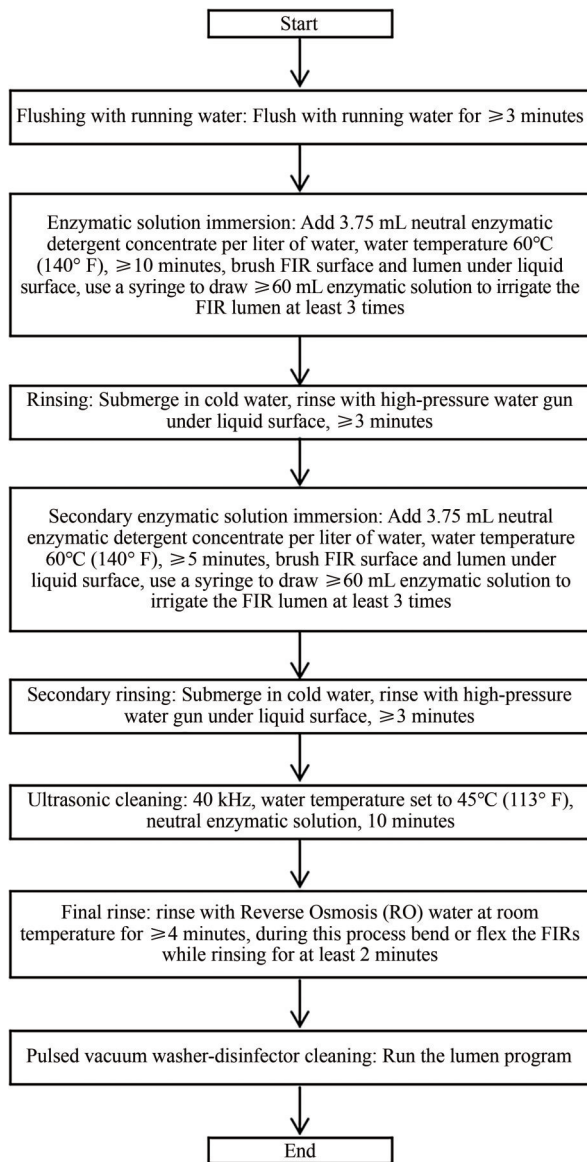 Start
Flushing with running water: Flush with running water for ⩾3 minutes
Enzymatic solution immersion: Add 3.75 mL neutral enzymatic
detergent concentrate per liter of water, water temperature 60℃
(140° F), ⩾10 minutes, brush FIR surface and lumen under liquid
surface, use a syringe to draw ⩾60 mL enzymatic solution to irrigate the
FIR lumen at least 3 times
Rinsing: Submerge in cold water, rinse with high-pressure water gun
under liquid surface, ⩾3 minutes
Secondary enzymatic solution immersion: Add 3.75 mL neutral
enzymatic detergent concentrate per liter of water, water temperature
60℃ (140° F), ⩾5 minutes, brush FIR surface and lumen under
liquid surface, use a syringe to draw ⩾60 mL enzymatic solution to
irrigate the FIR lumen at least 3 times
Secondary rinsing: Submerge in cold water, rinse with high-pressure
water gun under liquid surface, ⩾3 minutes
Ultrasonic cleaning: 40 kHz, water temperature set to 45℃ (113° F),
neutral enzymatic solution, 10 minutes
Final rinse: rinse with Reverse Osmosis (RO) water at room
temperature for ⩾4 minutes, during this process bend or flex the FIRs
while rinsing for at least 2 minutes
Pulsed vacuum washer-disinfector cleaning: Run the lumen program
End